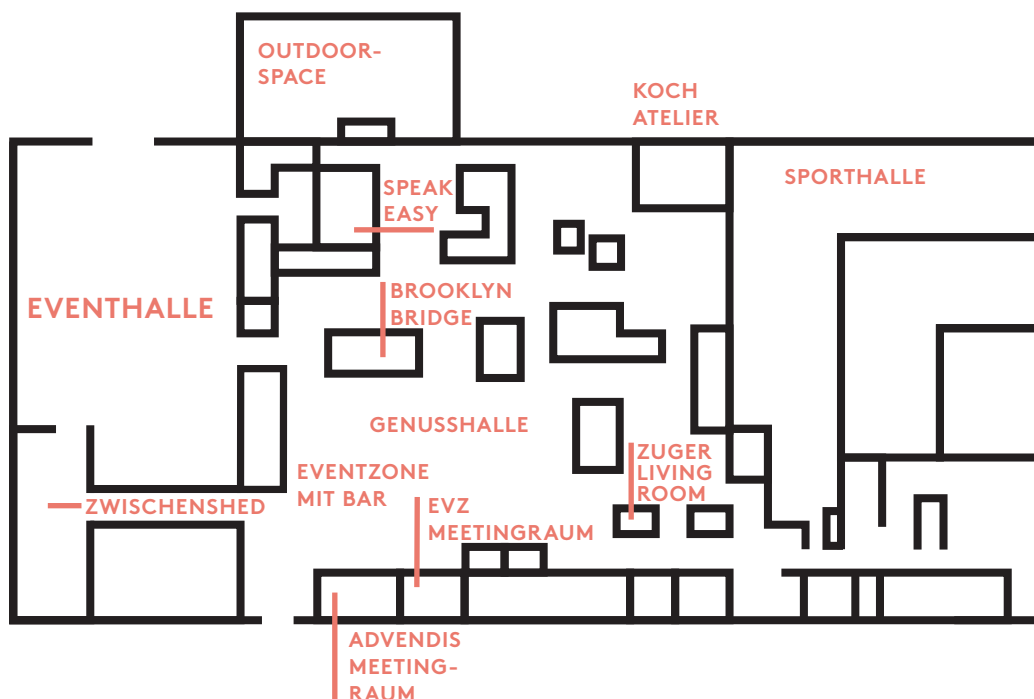 OUTDOOR-
SPACE
KOCH
ATELIER
SPORTHALLE
SPEAK
EASY
EVENTHALLE
BROOKLYN
BRIDGE
GENUSSHALLE
EVENTZONE
MIT BAR
ZUGER
LIVING
ROOM
ZWISCHENSHED
EVZ
MEETINGRAUM
ADVENDIS
MEETING-
RAUM